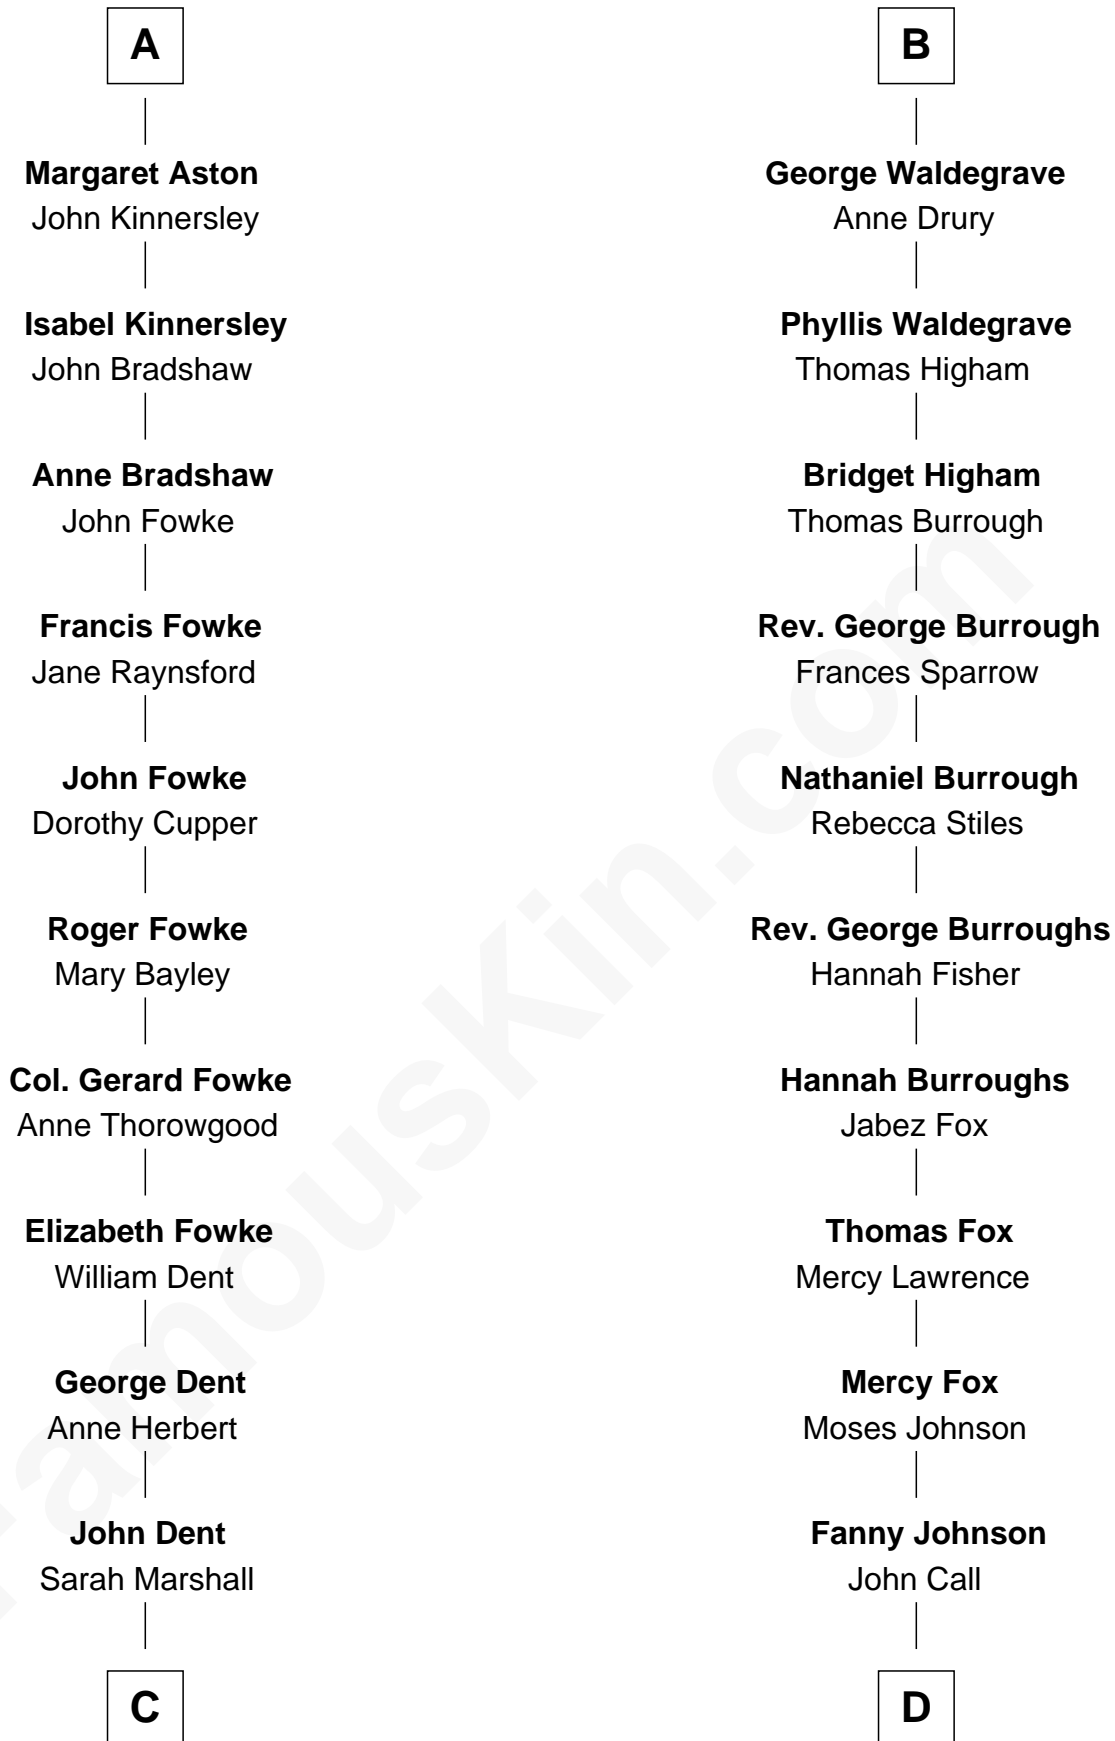 A
Margaret Aston
John Kinnersley
Isabel Kinnersley
John Bradshaw
Anne Bradshaw
John Fowke
Francis Fowke
Jane Raynsford
John Fowke
Dorothy Cupper
Roger Fowke
Mary Bayley
Col. Gerard Fowke
Anne Thorowgood
Elizabeth Fowke
William Dent
George Dent
Anne Herbert
John Dent
Sarah Marshall
C
B
George Waldegrave
Anne Drury
Phyllis Waldegrave
Thomas Higham
Bridget Higham
Thomas Burrough
Rev. George Burrough
Frances Sparrow
Nathaniel Burrough
Rebecca Stiles
Rev. George Burroughs
Hannah Fisher
Hannah Burroughs
Jabez Fox
Thomas Fox
Mercy Lawrence
Mercy Fox
Moses Johnson
Fanny Johnson
John Call
D
FamousKin.com